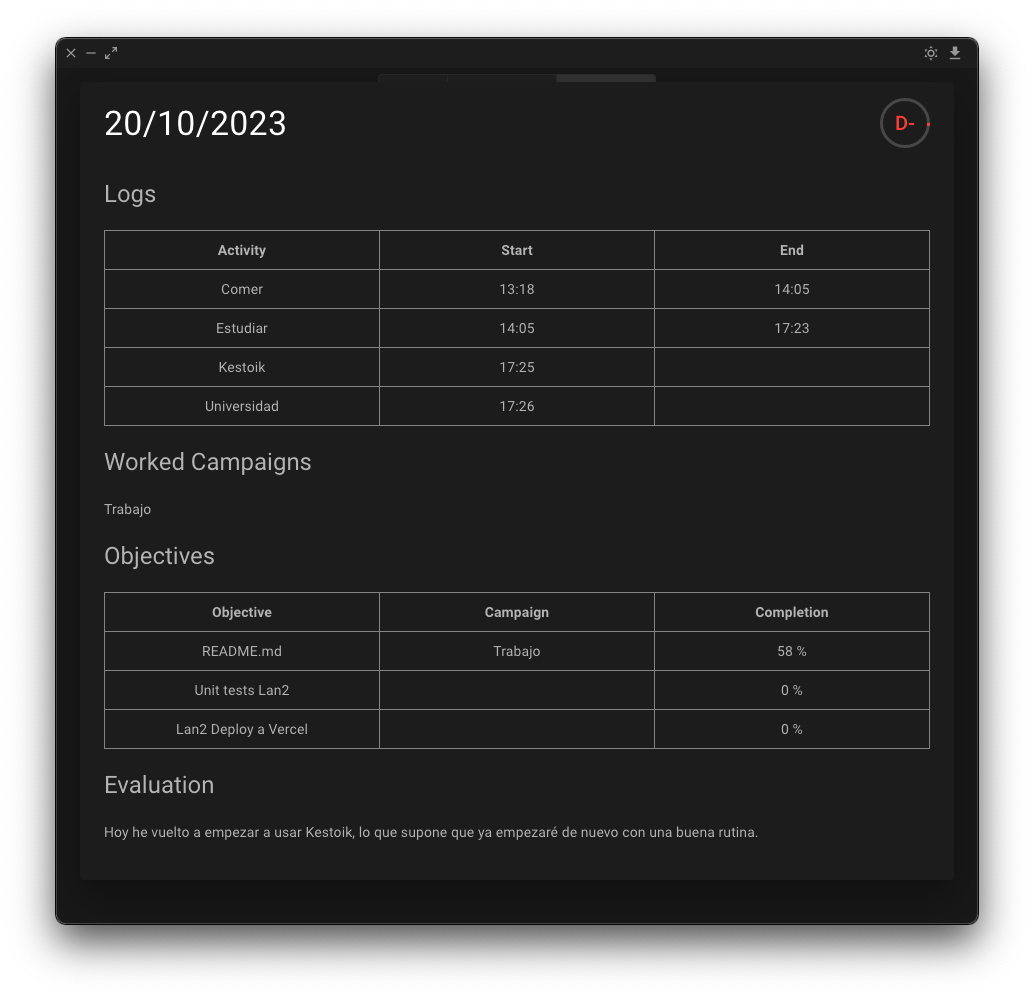 20/10/2023
D-
Logs
Activity Start End
Comer 13:18 14:05
Estudiar 14:05 17:23
Kestoik 17:25
Universidad 17:26
Worked Campaigns
Trabajo
Objectives
Objective Campaign Completion
README.md Trabajo 58 %
Unit tests Lan2 0 %
Lan2 Deploy a Vercel 0 %
Evaluation
Hoy he vuelto a empezar a usar Kestoik, lo que supone que ya empezaré de nuevo con una buena rutina.